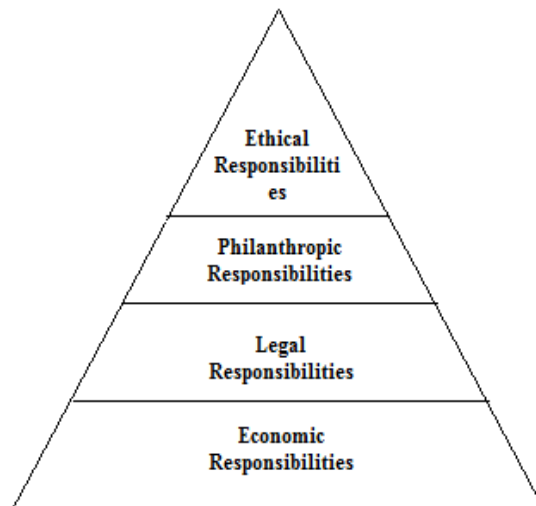 Ethical
Responsibiliti
es
Philanthropic
Responsibilities
Legal
Responsibilities
Economic
Responsibilities